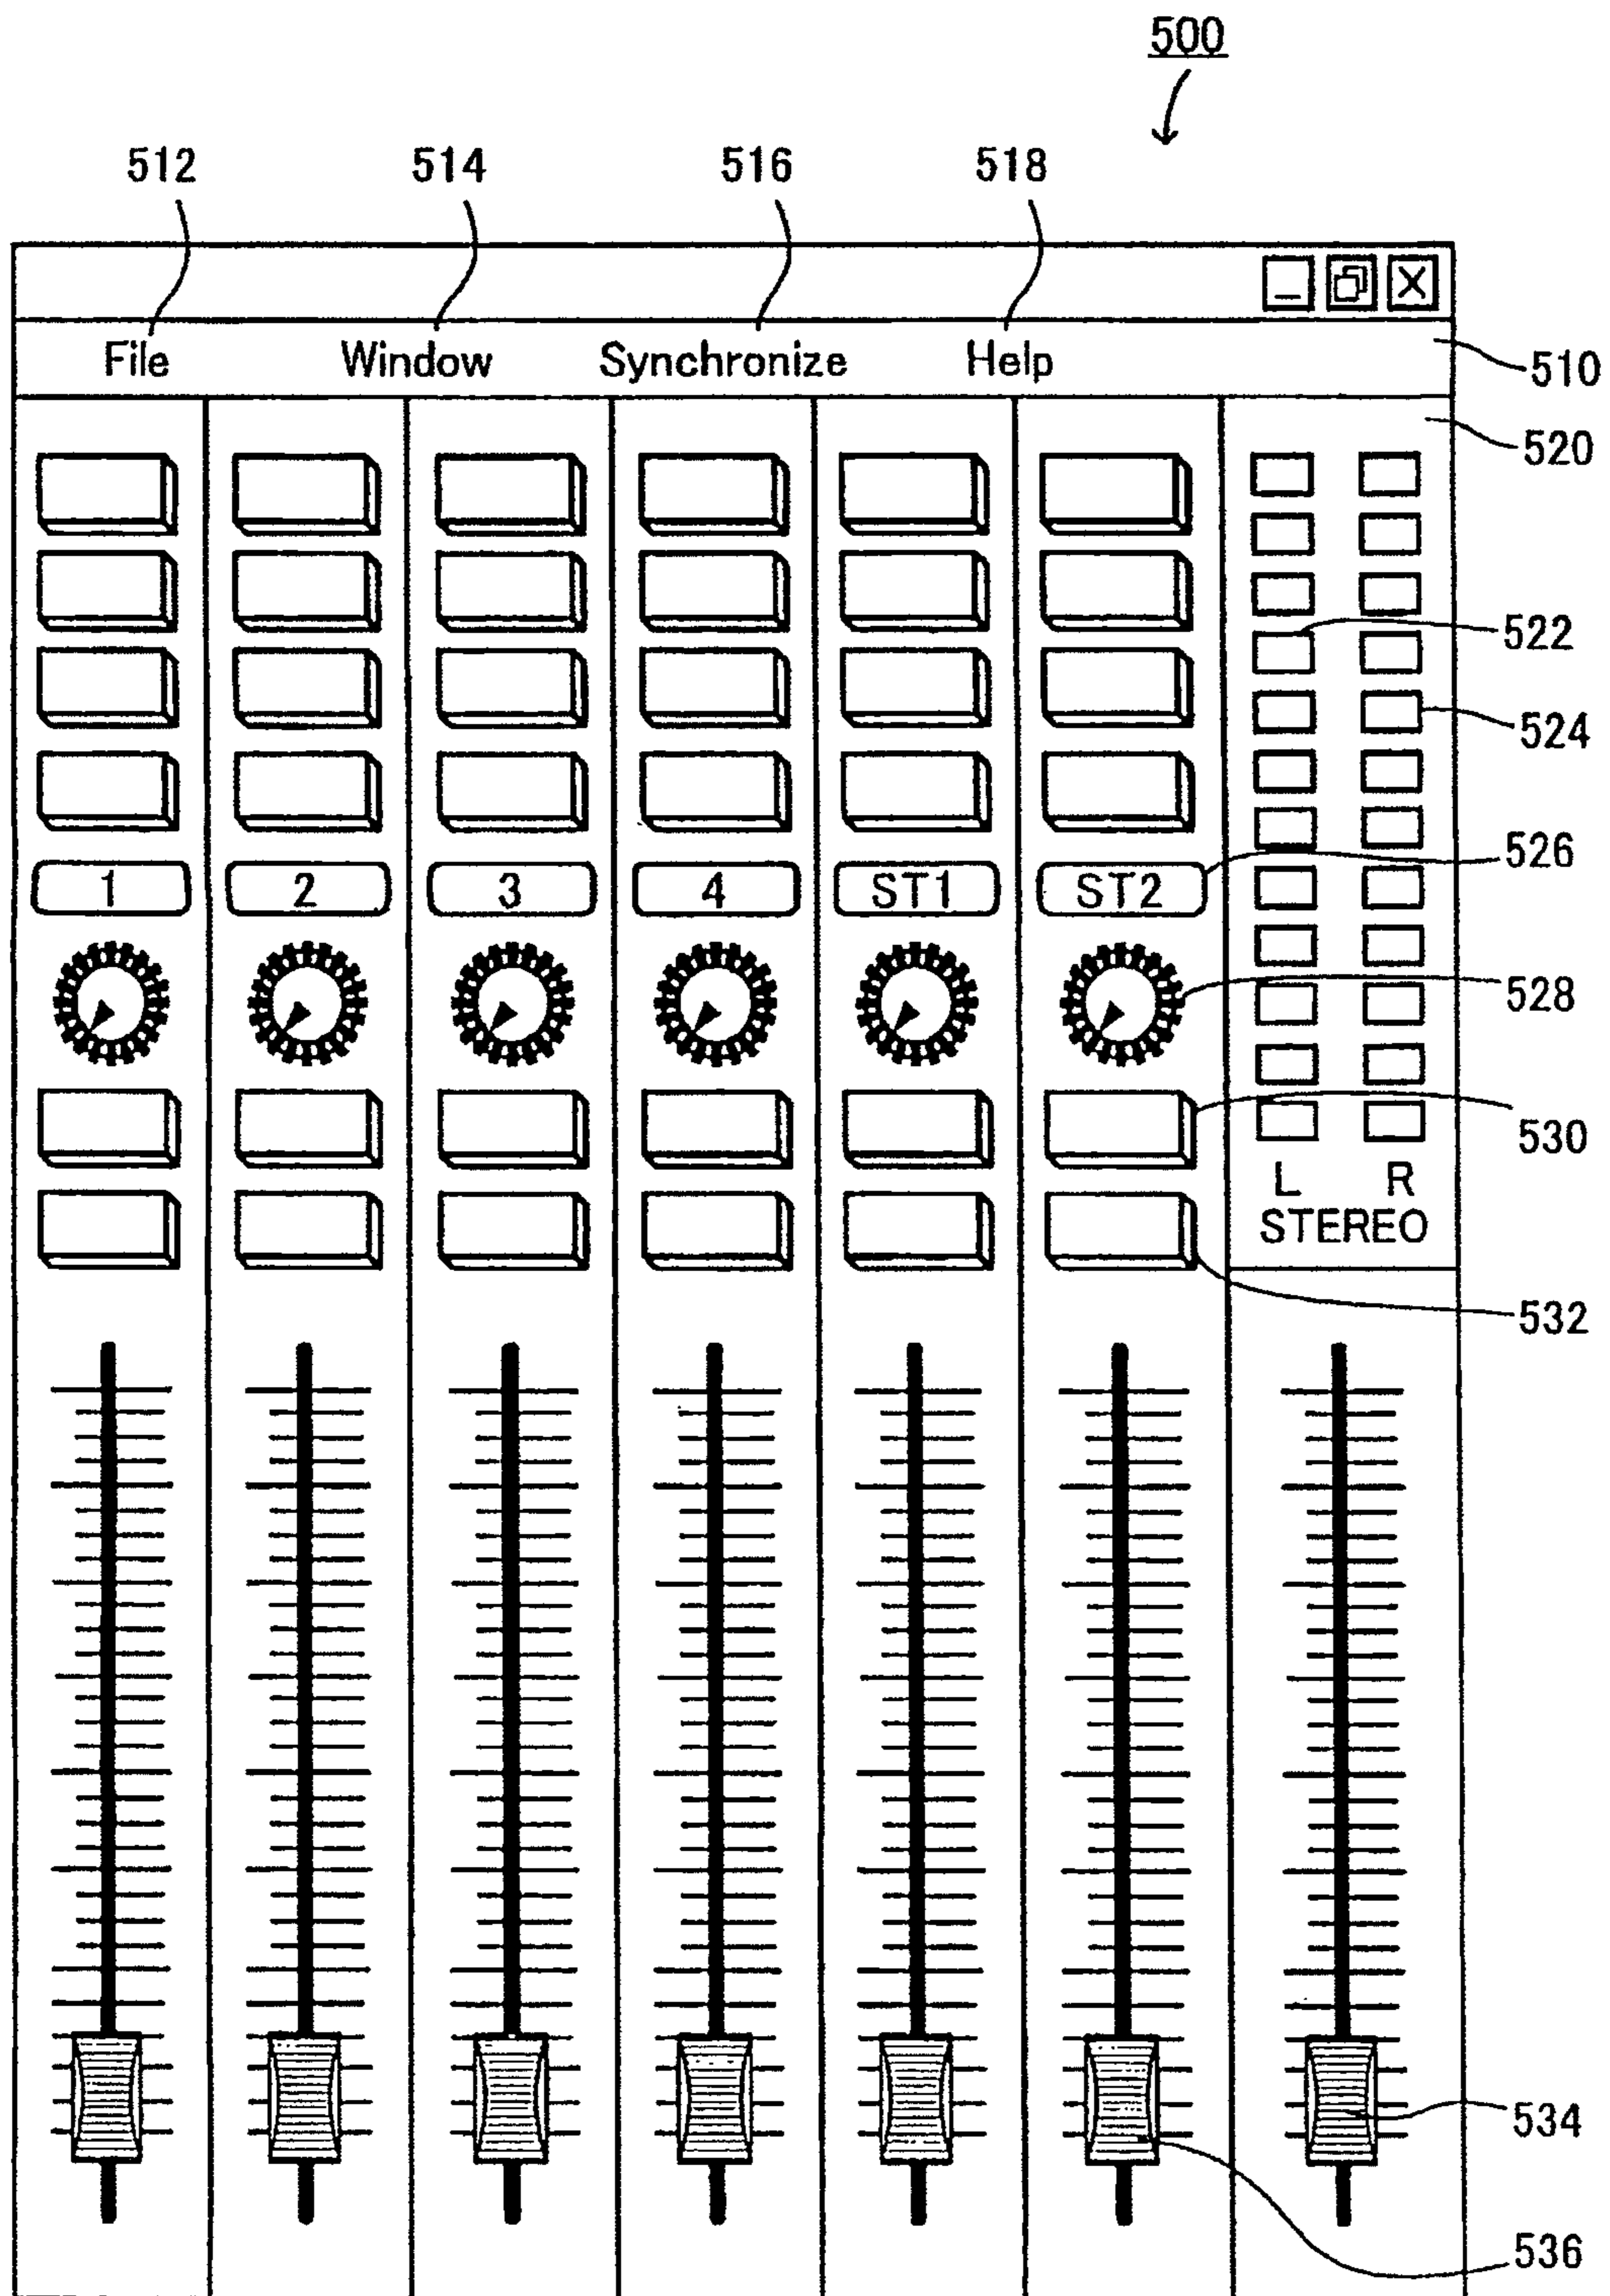 500
512 514 516 518
File Window Synchronize Help
510
520
522
524
526
1 2 3 4 ST1 ST2
528
530
L R
STEREO
532
534
536